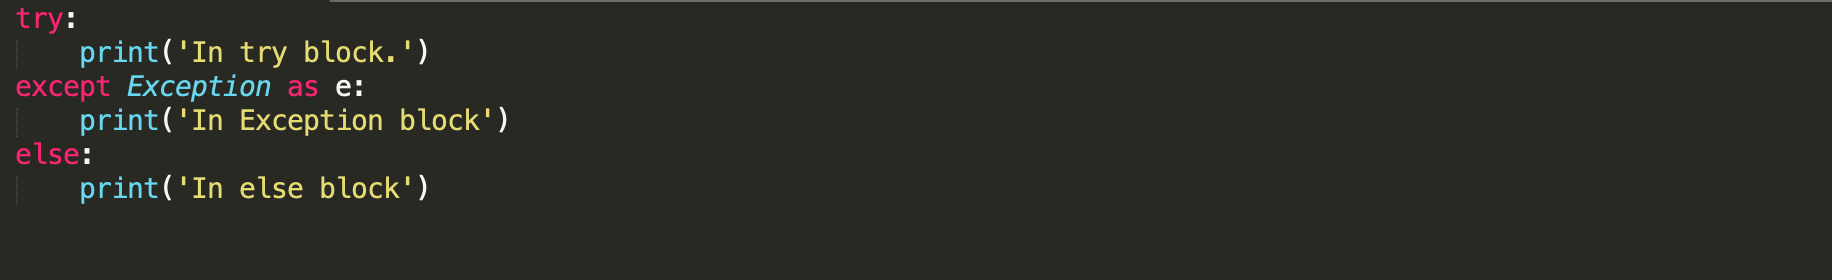 try:
    print('In try block.')
except Exception as e:
    print('In Exception block')
else:
    print('In else block')